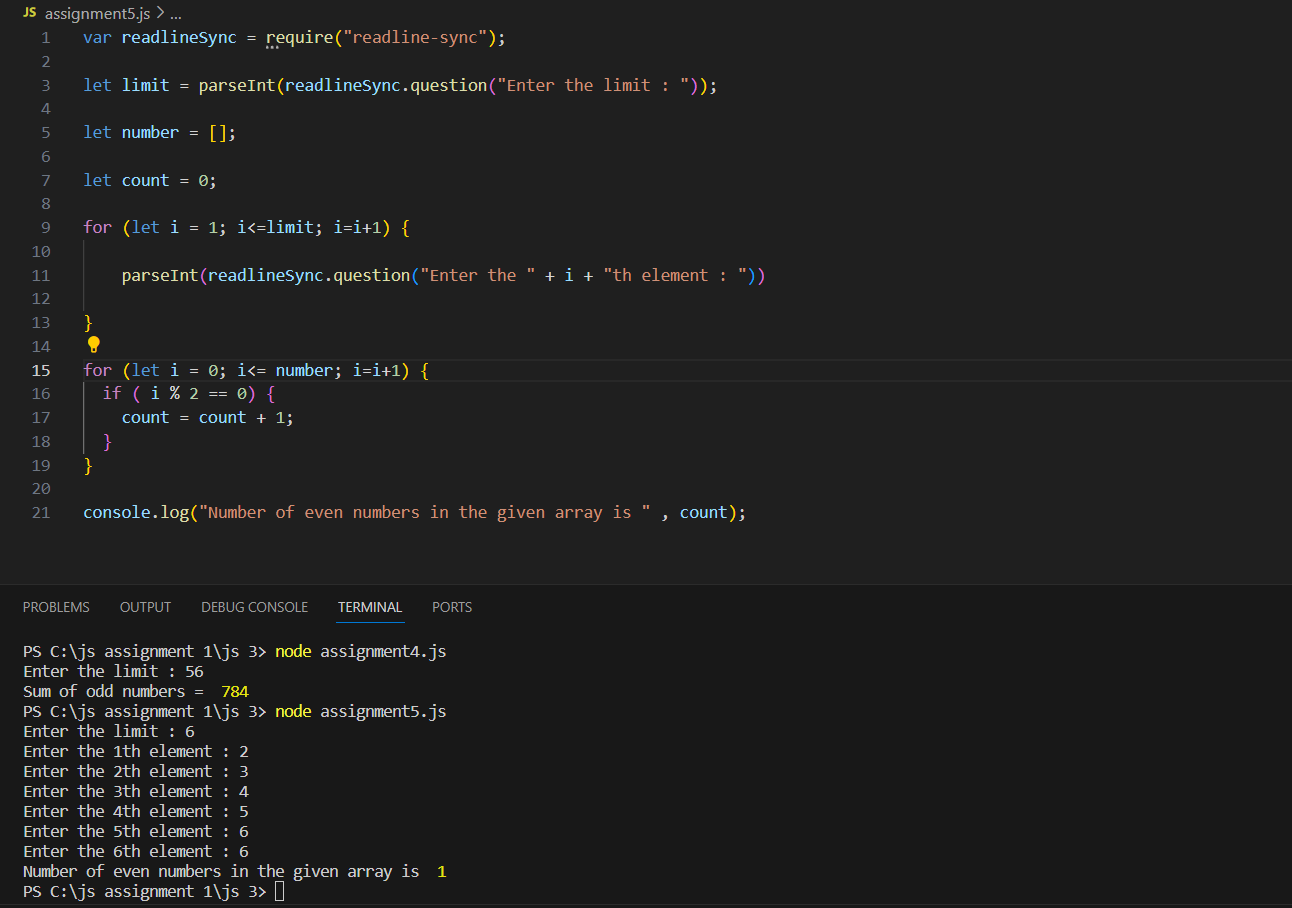 JS assignment5.js > ...
1 var readlineSync = require("readline-sync");
2
3 let limit = parseInt(readlineSync.question("Enter the limit : "));
4
5 let number = [];
6
7 let count = 0;
8
9 for (let i = 1; i<=limit; i=i+1) {
10
11     parseInt(readlineSync.question("Enter the " + i + "th element : "))
12
13 }
14
15 for (let i = 0; i<= number; i=i+1) {
16   if ( i % 2 == 0) {
17     count = count + 1;
18   }
19 }
20
21 console.log("Number of even numbers in the given array is " , count);
PROBLEMS OUTPUT DEBUG CONSOLE TERMINAL PORTS
PS C:\js assignment 1\js 3> node assignment4.js
Enter the limit : 56
Sum of odd numbers =  784
PS C:\js assignment 1\js 3> node assignment5.js
Enter the limit : 6
Enter the 1th element : 2
Enter the 2th element : 3
Enter the 3th element : 4
Enter the 4th element : 5
Enter the 5th element : 6
Enter the 6th element : 6
Number of even numbers in the given array is  1
PS C:\js assignment 1\js 3>